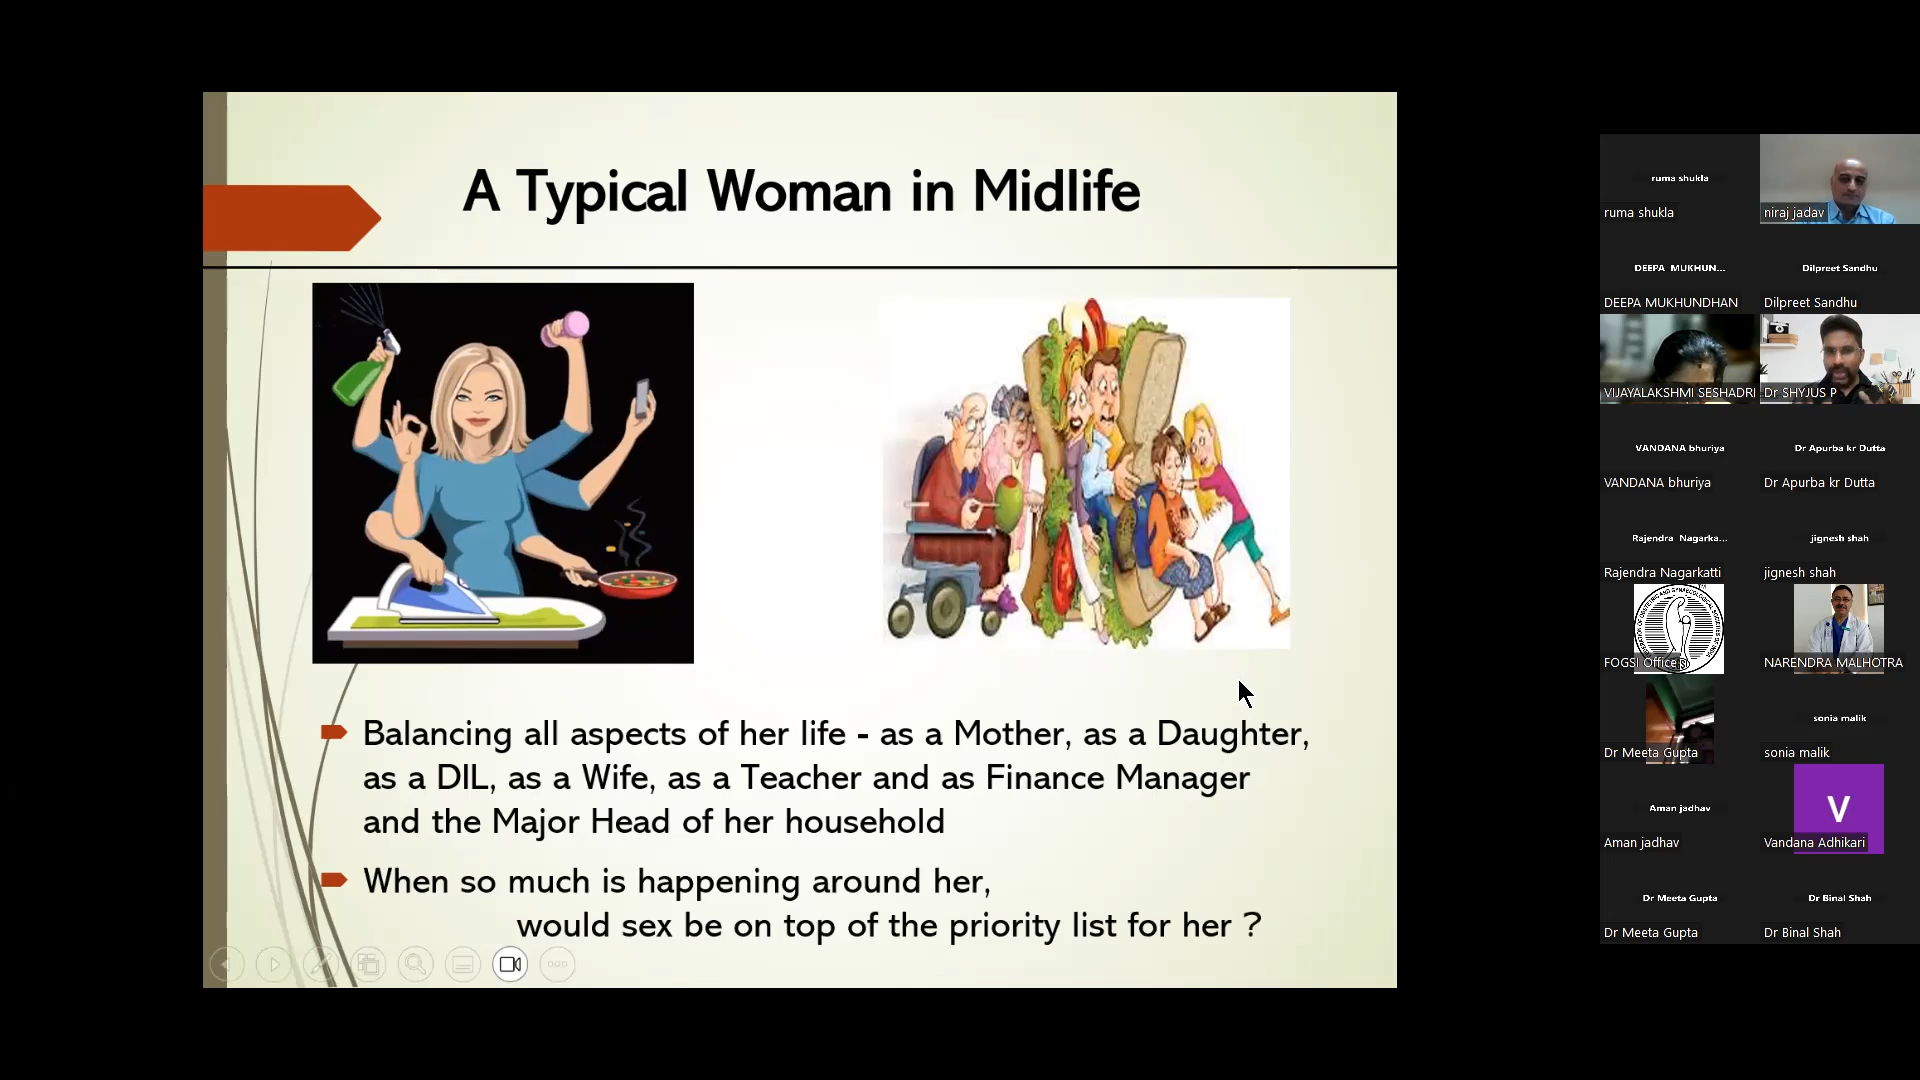 A Typical Woman in Midlife
Balancing all aspects of her life - as a Mother, as a Daughter,
as a DIL, as a Wife, as a Teacher and as Finance Manager
and the Major Head of her household
When so much is happening around her,
would sex be on top of the priority list for her ?
ruma shukla
ruma shukla
niraj jadav
DEEPA MUKHUN...
DEEPA MUKHUNDHAN
Dilpreet Sandhu
Dilpreet Sandhu
VIJAYALAKSHMI SESHADRI
Dr SHYJUS P
VANDANA bhuriya
VANDANA bhuriya
Dr Apurba kr Dutta
Dr Apurba kr Dutta
Rajendra Nagarka...
Rajendra Nagarkatti
jignesh shah
jignesh shah
FOGSI Office
NARENDRA MALHOTRA
Dr Meeta Gupta
sonia malik
sonia malik
Aman jadhav
Aman jadhav
V
Vandana Adhikari
Dr Meeta Gupta
Dr Meeta Gupta
Dr Binal Shah
Dr Binal Shah